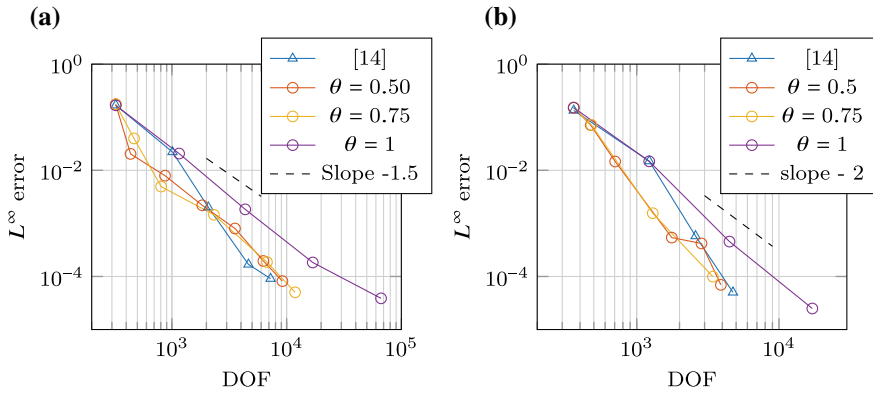 (a)
[14]
θ = 0.50
θ = 0.75
θ = 1
Slope -1.5
10^0
10^-2
10^-4
L^∞ error
10^3
10^4
10^5
DOF
(b)
[14]
θ = 0.5
θ = 0.75
θ = 1
slope - 2
10^0
10^-2
10^-4
L^∞ error
10^3
10^4
DOF